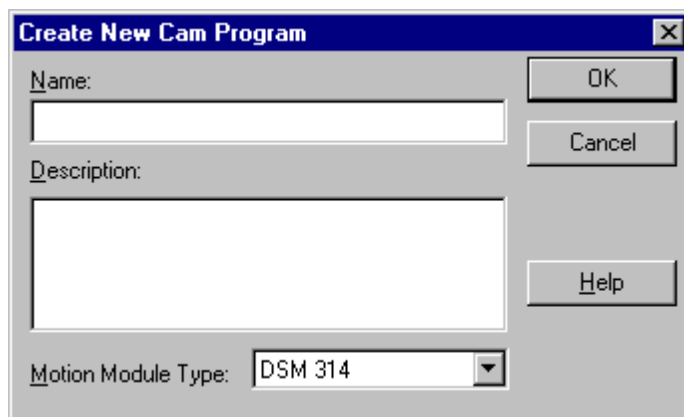 Create New Cam Program
Name:
OK
Cancel
Description:
Help
Motion Module Type: DSM 314